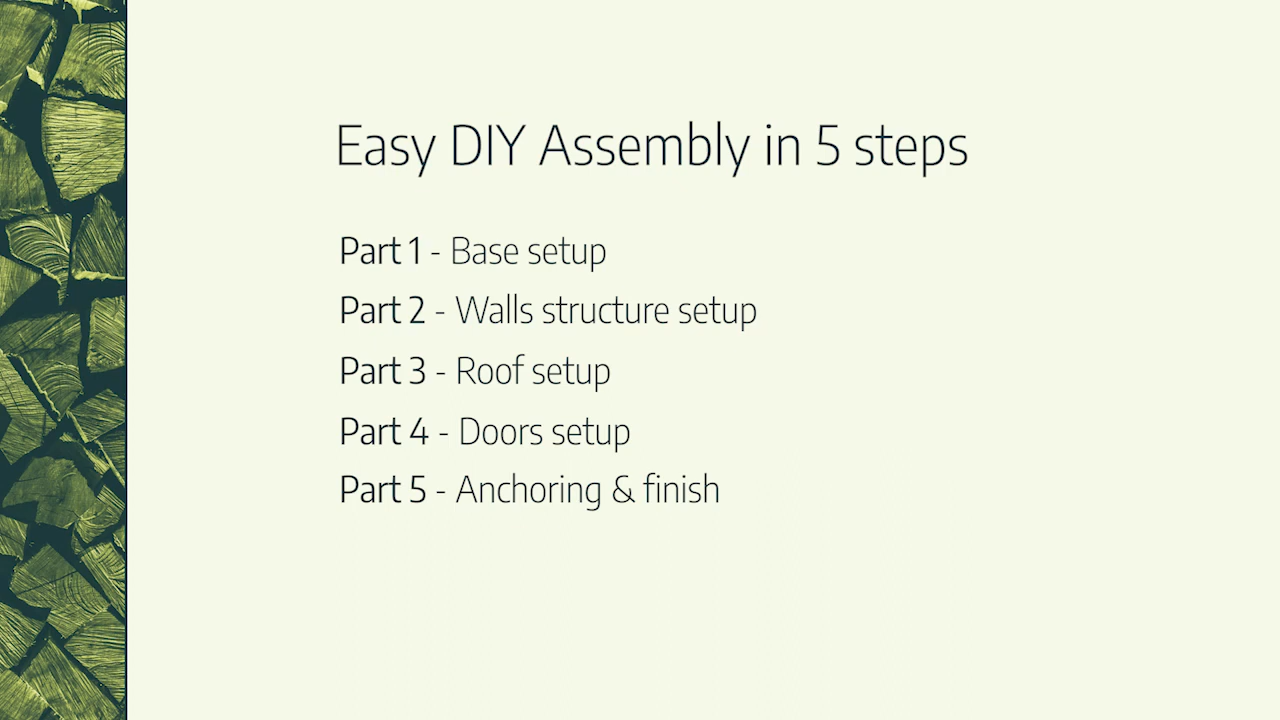 Easy DIY Assembly in 5 steps
Part 1 - Base setup
Part 2 - Walls structure setup
Part 3 - Roof setup
Part 4 - Doors setup
Part 5 - Anchoring & finish